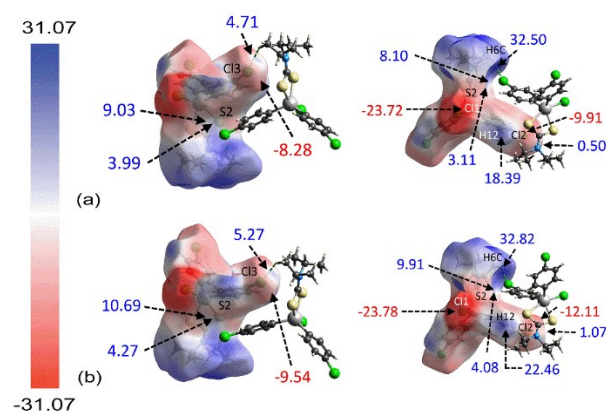 31.07
-31.07
(a)
4.71
Cl3
9.03
S2
3.99
-8.28
H6C
32.50
8.10
S2
Cl1
-23.72
-9.91
H12
Cl2
3.11
0.50
18.39
(b)
5.27
Cl3
10.69
S2
4.27
-9.54
H6C
32.82
9.91
S2
Cl1
-23.78
-12.11
H12
Cl2
1.07
4.08
22.46